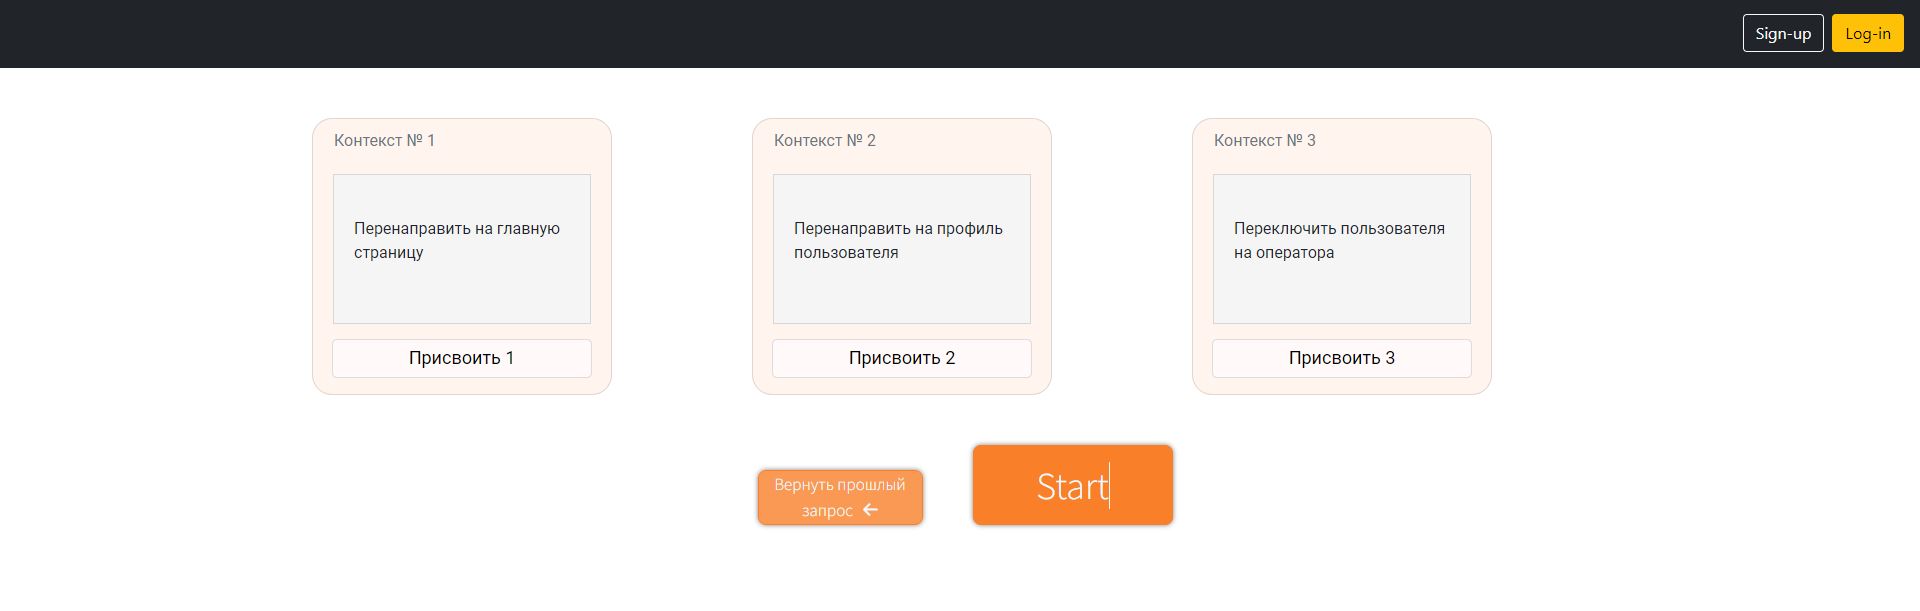 Sign-up
Log-in
Контекст № 1
Перенаправить на главную
страницу
Присвоить 1
Контекст № 2
Перенаправить на профиль
пользователя
Присвоить 2
Контекст № 3
Переключить пользователя
на оператора
Присвоить 3
Вернуть прошлый
запрос
Start